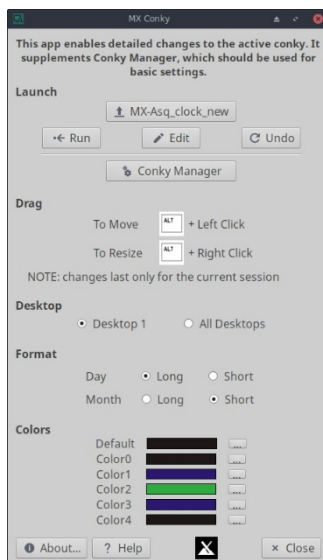 MX Conky
This app enables detailed changes to the active conky. It
supplements Conky Manager, which should be used for
basic settings.
Launch
MX-Asq_clock_new
Run Edit Undo
Conky Manager
Drag
To Move ALT + Left Click
To Resize ALT + Right Click
NOTE: changes last only for the current session
Desktop
Desktop 1 All Desktops
Format
Day Long Short
Month Long Short
Colors
Default ...
Color0 ...
Color1 ...
Color2 ...
Color3 ...
Color4 ...
About... ? Help × Close